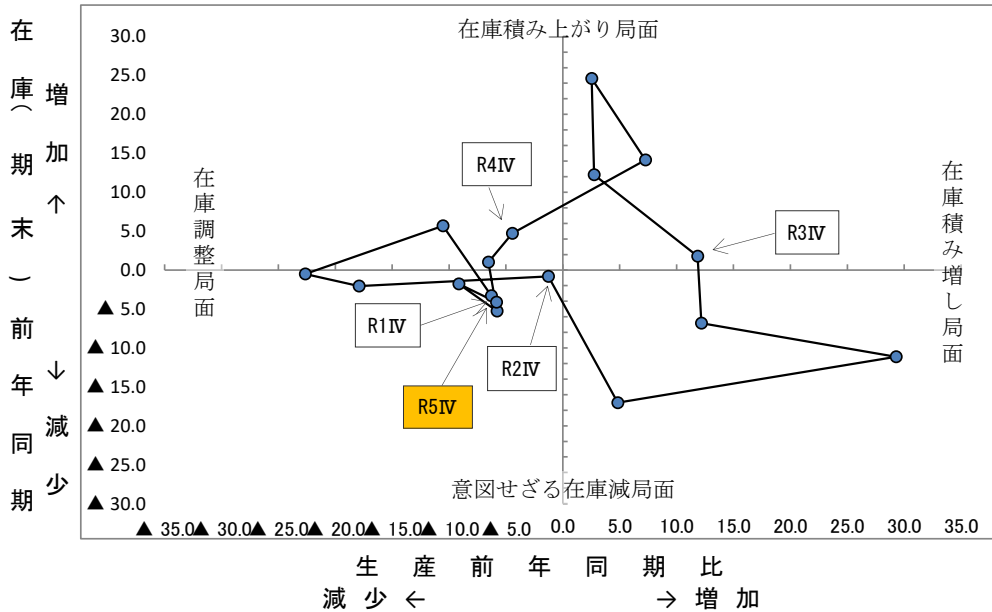 在庫（期末）前年同期
増加↑
↓減少
30.0
25.0
20.0
15.0
10.0
5.0
0.0
▲ 5.0
▲ 10.0
▲ 15.0
▲ 20.0
▲ 25.0
▲ 30.0
在庫積み上がり局面
在庫調整局面
在庫積み増し局面
意図せざる在庫減局面
R4Ⅳ
R3Ⅳ
R1Ⅳ
R2Ⅳ
R5Ⅳ
▲ 35.0 ▲ 30.0 ▲ 25.0 ▲ 20.0 ▲ 15.0 ▲ 10.0 ▲ 5.0 0.0 5.0 10.0 15.0 20.0 25.0 30.0 35.0
生産前年同期比
減少← →増加